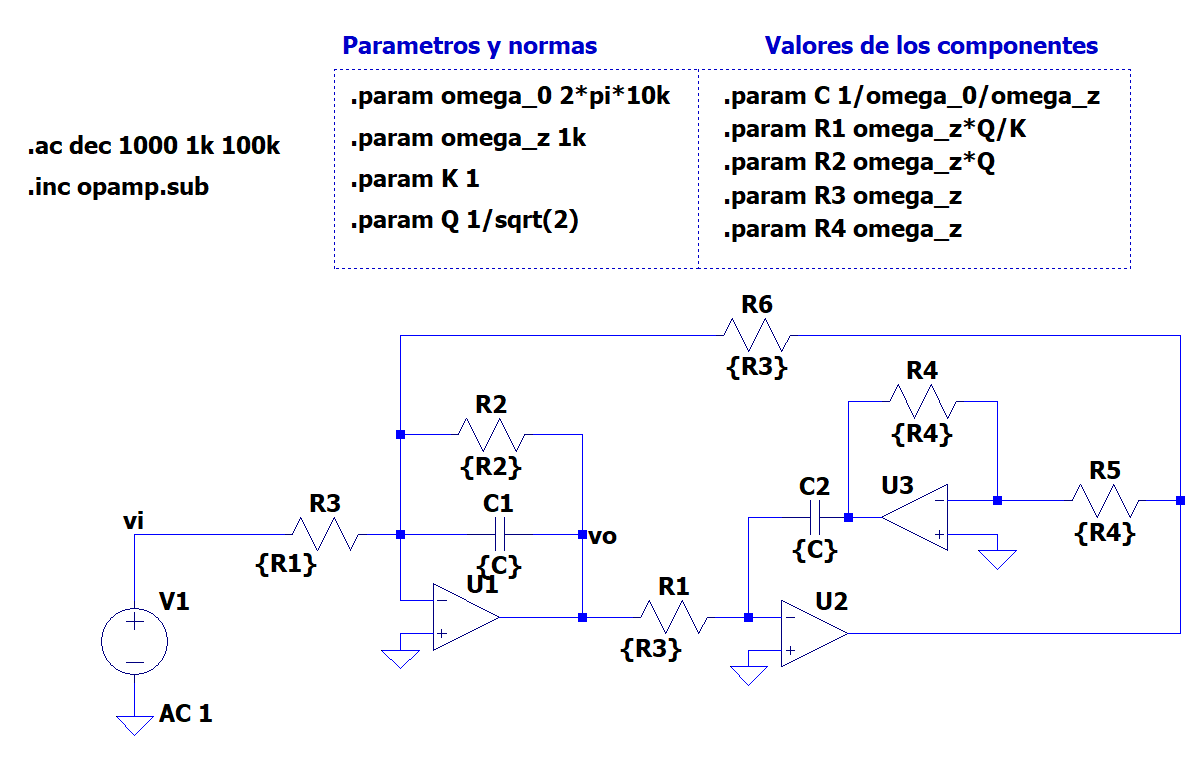 Parametros y normas
Valores de los componentes
.ac dec 1000 1k 100k
.inc opamp.sub
.param omega_0 2*pi*10k
.param omega_z 1k
.param K 1
.param Q 1/sqrt(2)
.param C 1/omega_0/omega_z
.param R1 omega_z*Q/K
.param R2 omega_z*Q
.param R3 omega_z
.param R4 omega_z
R6
{R3}
R4
{R4}
R2
{R2}
R5
{R4}
U3
C2
{C}
R3
{R1}
C1
{C}
vi
vo
U1
R1
{R3}
U2
V1
AC 1